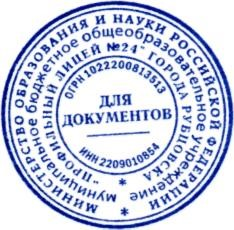 МИНИСТЕРСТВО ОБРАЗОВАНИЯ И НАУКИ РОССИЙСКОЙ ФЕДЕРАЦИИ
муниципальное бюджетное общеобразовательное учреждение
"ПРОФИЛЬНЫЙ ЛИЦЕЙ №24" ГОРОДА РУБЦОВСКА
ОГРН 1022200813513
ДЛЯ
ДОКУМЕНТОВ
ИНН 2209010854